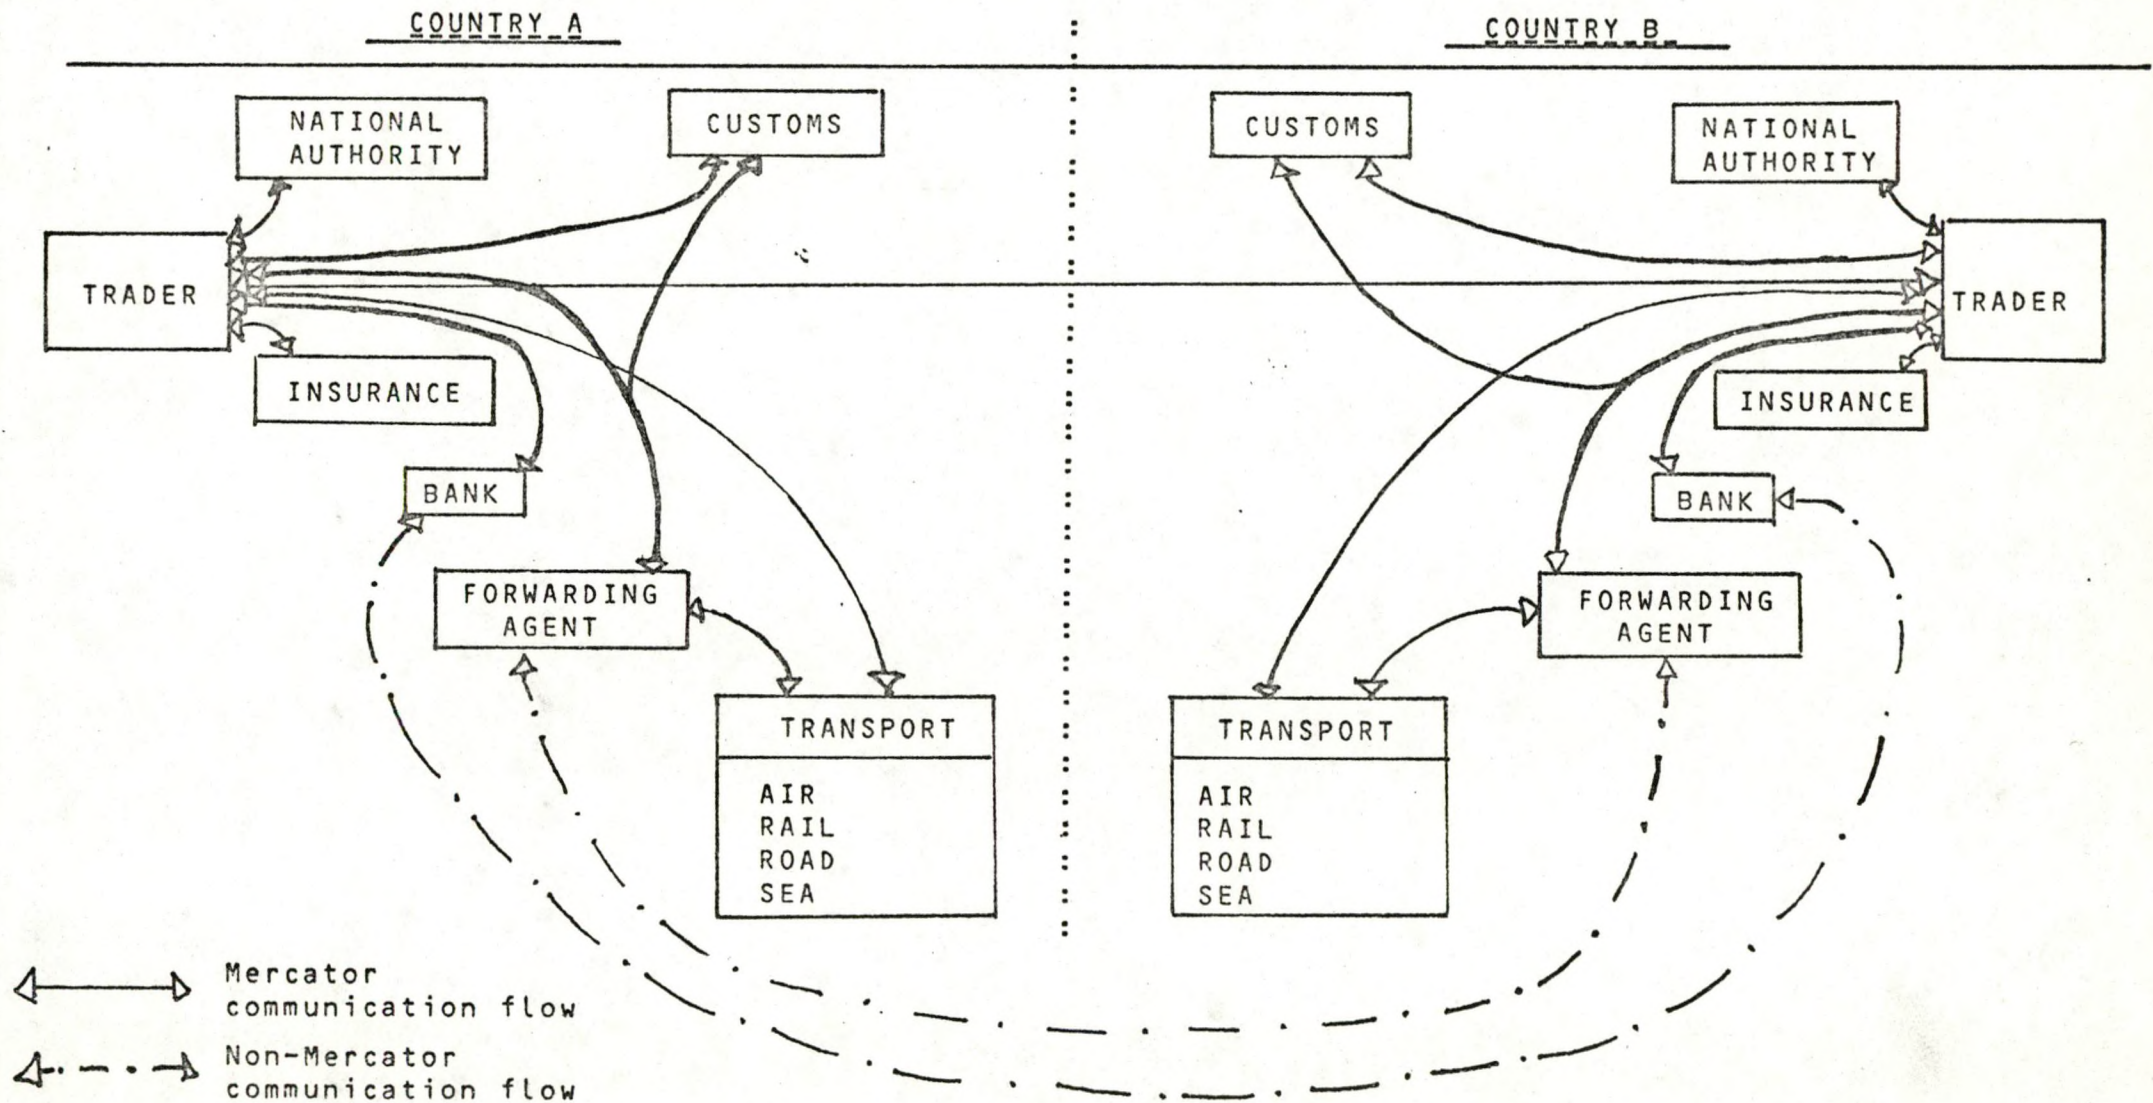 COUNTRY A
COUNTRY B
NATIONAL
AUTHORITY
CUSTOMS
CUSTOMS
NATIONAL
AUTHORITY
TRADER
TRADER
INSURANCE
INSURANCE
BANK
BANK
FORWARDING
AGENT
FORWARDING
AGENT
TRANSPORT
AIR
RAIL
ROAD
SEA
TRANSPORT
AIR
RAIL
ROAD
SEA
Mercator
communication flow
Non-Mercator
communication flow